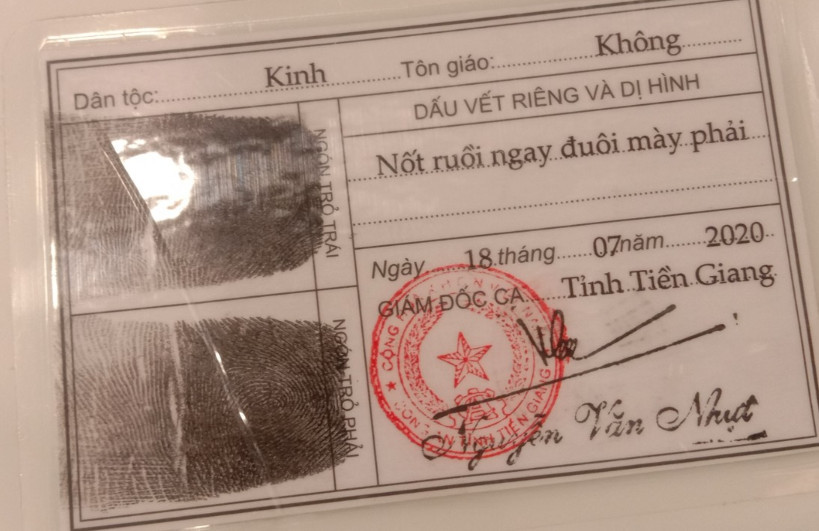 Dân tộc: Kinh Tôn giáo: Không
DẤU VẾT RIÊNG VÀ DỊ HÌNH
Nốt ruồi ngay đuôi mày phải
NGÓN TRỎ TRÁI
Ngày 18 tháng 07 năm 2020
GIÁM ĐỐC CA Tỉnh Tiền Giang
NGÓN TRỎ PHẢI
TIỀN GIANG
Nguyễn Văn Nhựt